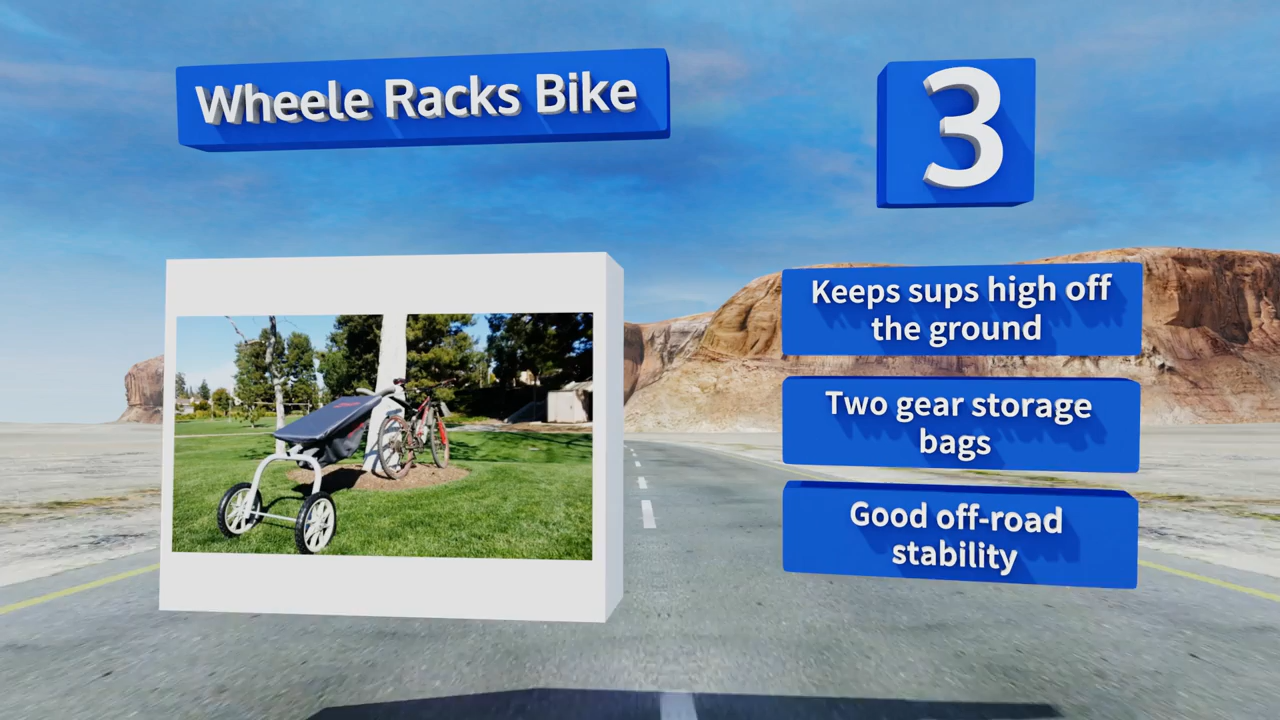 Wheele Racks Bike
3
Keeps sups high off
the ground
Two gear storage
bags
Good off-road
stability